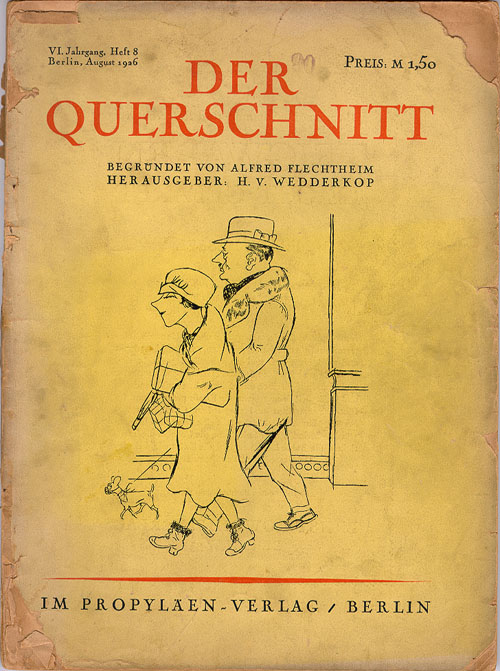 VI. Jahrgang, Heft 8
Berlin, August 1926
PREIS: M 1,50
DER
QUERSCHNITT
BEGRÜNDET VON ALFRED FLECHTHEIM
HERAUSGEBER: H. V. WEDDERKOP
IM PROPYLÄEN-VERLAG / BERLIN